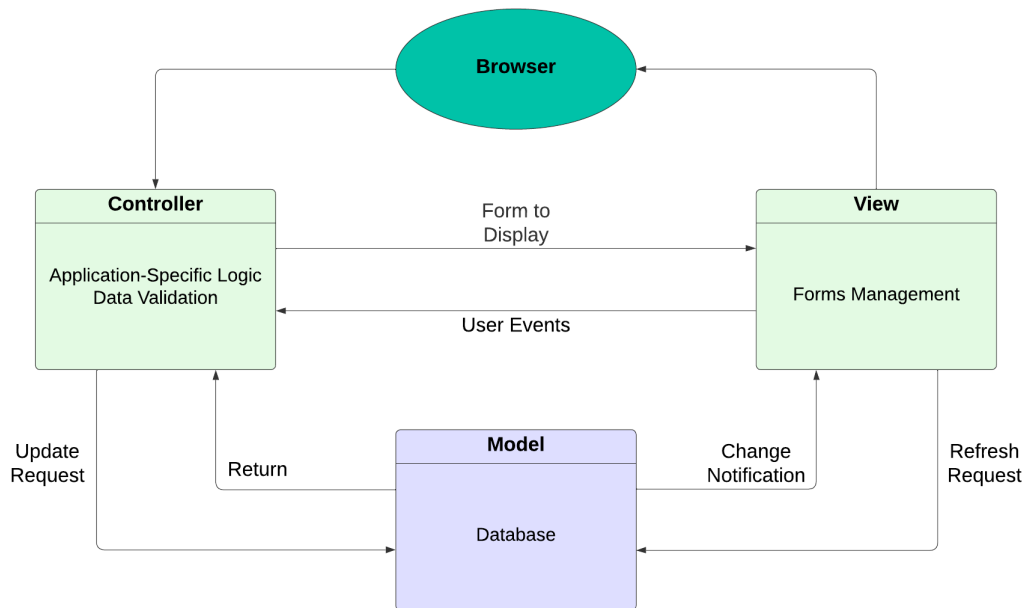 Browser
Controller
Application-Specific Logic
Data Validation
Form to
Display
User Events
View
Forms Management
Update
Request
Return
Model
Database
Change
Notification
Refresh
Request